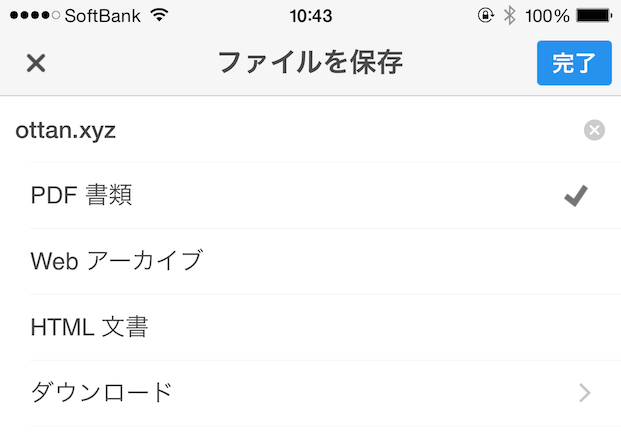 SoftBank 10:43 100%
ファイルを保存 完了
ottan.xyz
PDF 書類
Web アーカイブ
HTML 文書
ダウンロード